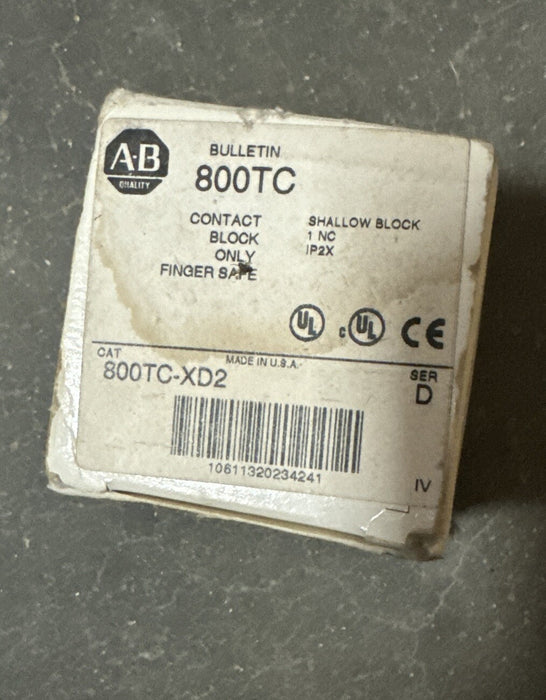 A-B
QUALITY
BULLETIN
800TC
CONTACT
BLOCK
ONLY
FINGER SAFE
SHALLOW BLOCK
1 NC
IP2X
UL
c UL
CE
CAT
MADE IN U.S.A.
SER
800TC-XD2
D
10611320234241
IV